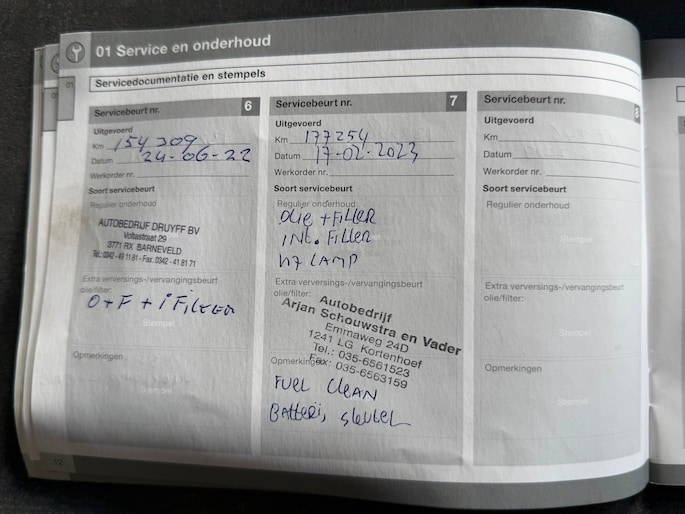 01 Service en onderhoud
01
Servicedocumentatie en stempels
Servicebeurt nr. 6
Uitgevoerd
Km 154309
Datum 24-06-22
Werkorder nr.
Soort servicebeurt
Regulier onderhoud
AUTOBEDRIJF DRUYFF BV
Voltastraat 29
3771 RX BARNEVELD
Tel.: 0342-49 11 81 - Fax. 0342-41 81 71
Extra verversings-/vervangingsbeurt
olie/filter:
O+F + iFilter
Stempel
Opmerkingen
Stempel
12
Servicebeurt nr. 7
Uitgevoerd
Km 177254
Datum 17-02-2023
Werkorder nr.
Soort servicebeurt
Regulier onderhoud
olie + Filter
int. Filter
H7 LAMP
Extra verversings-/vervangingsbeurt
olie/filter:
Autobedrijf
Arjan Schouwstra en Vader
Emmaweg 24D
1241 LG Kortenhoef
Tel.: 035-6561523
Fax: 035-6563159
Opmerkingen
Fuel Clean
Batterij, sleutel
Servicebeurt nr. 8
Uitgevoerd
Km
Datum
Werkorder nr.
Soort servicebeurt
Regulier onderhoud
Stempel
Extra verversings-/vervangingsbeurt
olie/filter:
Stempel
Opmerkingen
Stempel